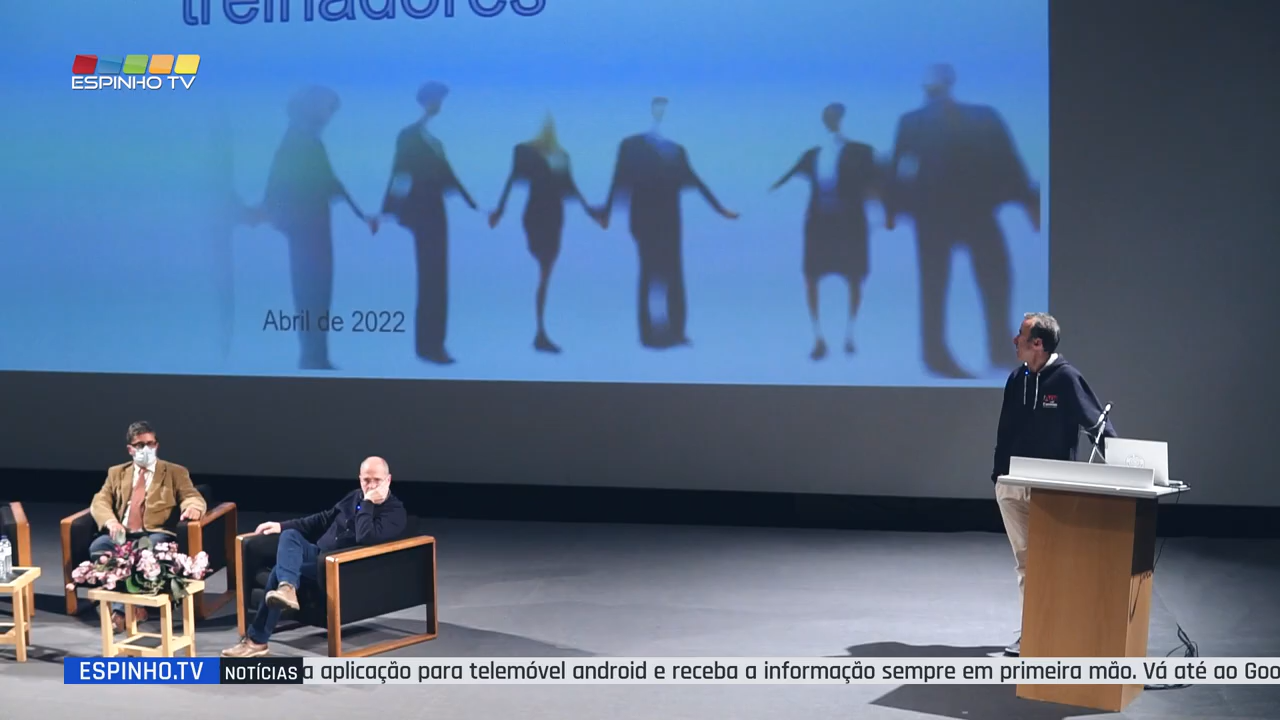 treinadores
ESPINHO TV
Abril de 2022
ESPINHO.TV NOTÍCIAS a aplicação para telemóvel android e receba a informação sempre em primeira mão. Vá até ao Goo